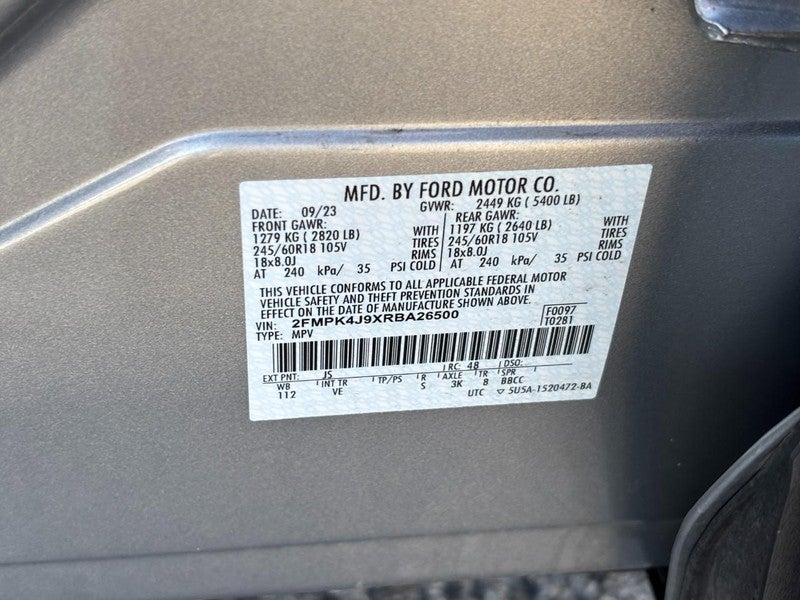 MFD. BY FORD MOTOR CO.
DATE: 09/23 GVWR: 2449 KG ( 5400 LB)
FRONT GAWR: REAR GAWR:
1279 KG ( 2820 LB) WITH 1197 KG ( 2640 LB) WITH
245/60R18 105V TIRES 245/60R18 105V TIRES
18x8.0J RIMS 18x8.0J RIMS
AT 240 kPa/ 35 PSI COLD AT 240 kPa/ 35 PSI COLD
THIS VEHICLE CONFORMS TO ALL APPLICABLE FEDERAL MOTOR
VEHICLE SAFETY AND THEFT PREVENTION STANDARDS IN
EFFECT ON THE DATE OF MANUFACTURE SHOWN ABOVE.
VIN: 2FMPK4J9XRBA26500 F0097
TYPE: MPV T0281
EXT PNT: JS RC: 48 DSO:
WB INT TR TP/PS R AXLE TR SPR
112 VE S 3K 8 BBCC
UTC ▽ 5U5A-1520472-BA